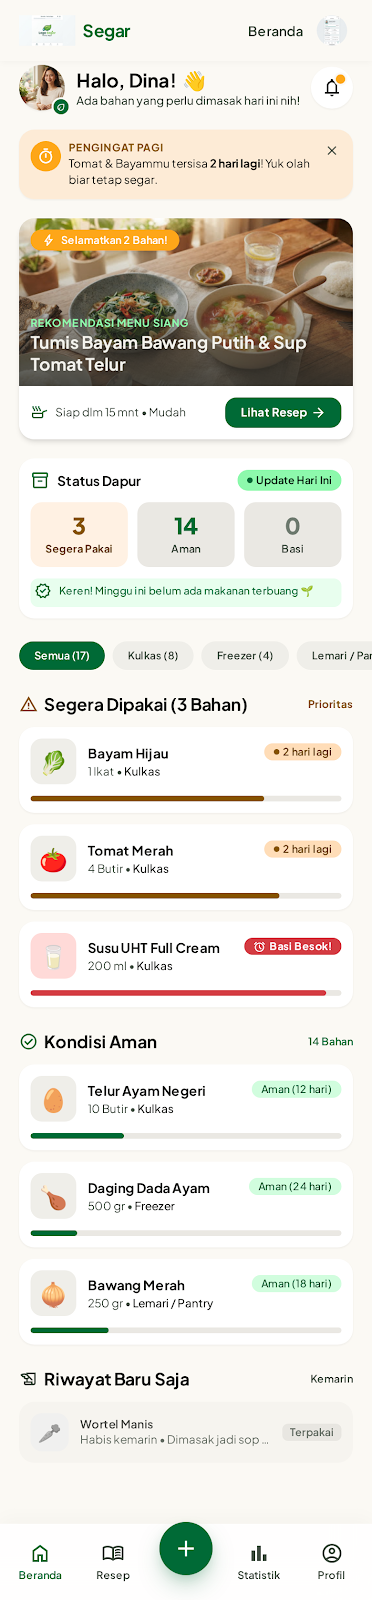 Segar
Beranda
Halo, Dina! 👋
Ada bahan yang perlu dimasak hari ini nih!
PENGINGAT PAGI
Tomat & Bayammu tersisa 2 hari lagi! Yuk olah
biar tetap segar.
Selamatkan 2 Bahan!
REKOMENDASI MENU SIANG
Tumis Bayam Bawang Putih & Sup
Tomat Telur
Siap dlm 15 mnt • Mudah
Lihat Resep →
Status Dapur
Update Hari Ini
3
Segera Pakai
14
Aman
0
Basi
Keren! Minggu ini belum ada makanan terbuang 🌱
Semua (17)
Kulkas (8)
Freezer (4)
Lemari / Pan
Segera Dipakai (3 Bahan)
Prioritas
Bayam Hijau
2 hari lagi
1 Ikat • Kulkas
Tomat Merah
2 hari lagi
4 Butir • Kulkas
Susu UHT Full Cream
Basi Besok!
200 ml • Kulkas
Kondisi Aman
14 Bahan
Telur Ayam Negeri
Aman (12 hari)
10 Butir • Kulkas
Daging Dada Ayam
Aman (24 hari)
500 gr • Freezer
Bawang Merah
Aman (18 hari)
250 gr • Lemari / Pantry
Riwayat Baru Saja
Kemarin
Wortel Manis
Habis kemarin • Dimasak jadi sop ...
Terpakai
Beranda
Resep
Statistik
Profil